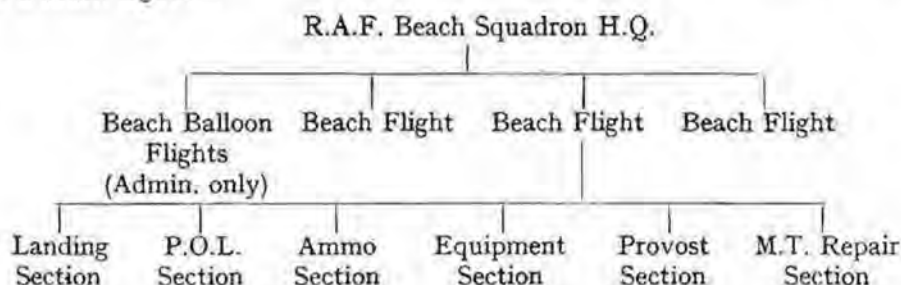 R.A.F. Beach Squadron H.Q.
Beach Balloon Flights (Admin. only)
Beach Flight
Beach Flight
Beach Flight
Landing Section
P.O.L. Section
Ammo Section
Equipment Section
Provost Section
M.T. Repair Section